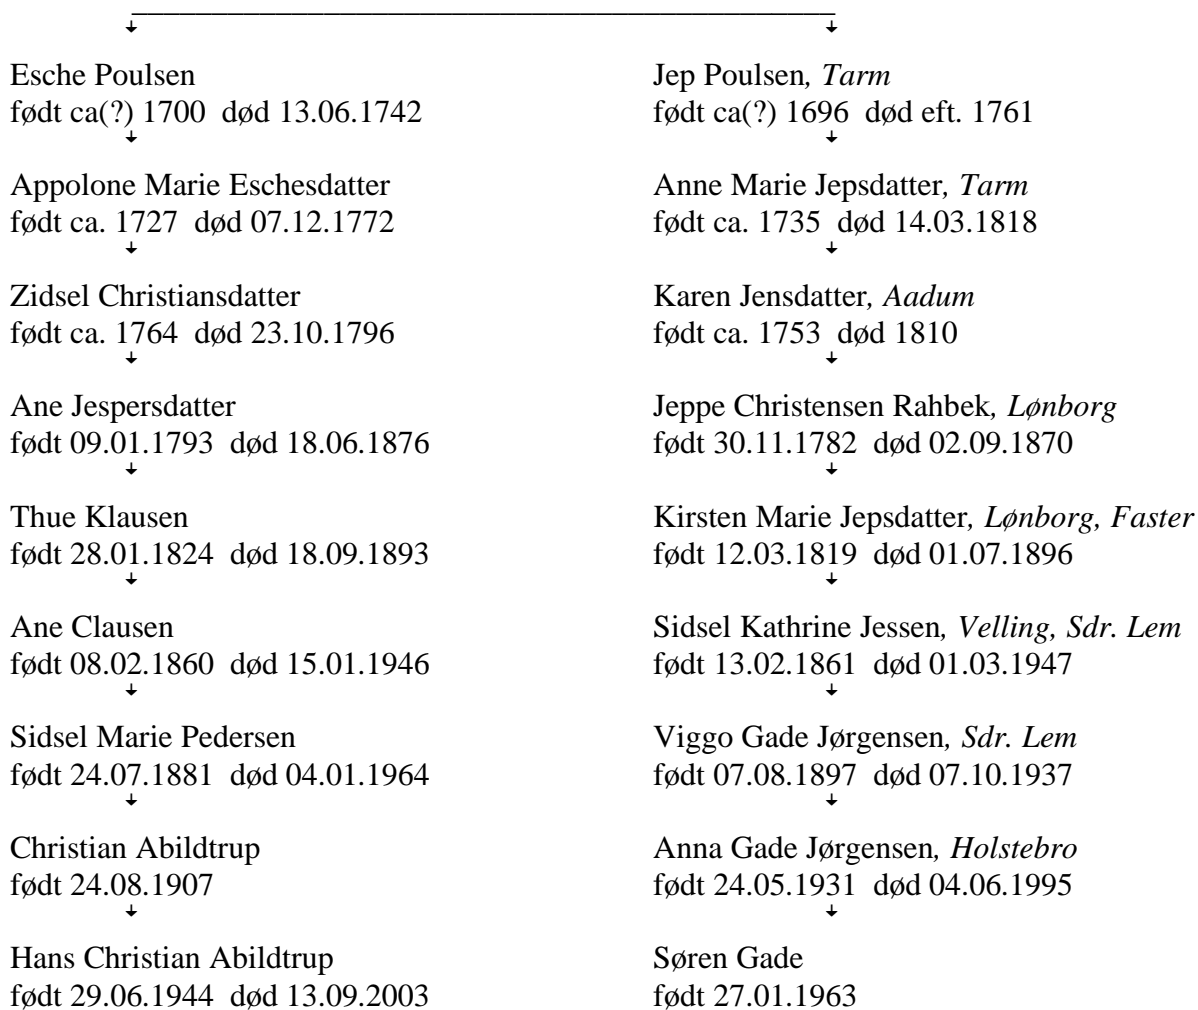 Esche Poulsen
født ca(?) 1700 død 13.06.1742
Appolone Marie Eschesdatter
født ca. 1727 død 07.12.1772
Zidsel Christiansdatter
født ca. 1764 død 23.10.1796
Ane Jespersdatter
født 09.01.1793 død 18.06.1876
Thue Klausen
født 28.01.1824 død 18.09.1893
Ane Clausen
født 08.02.1860 død 15.01.1946
Sidsel Marie Pedersen
født 24.07.1881 død 04.01.1964
Christian Abildtrup
født 24.08.1907
Hans Christian Abildtrup
født 29.06.1944 død 13.09.2003
Jep Poulsen, Tarm
født ca(?) 1696 død eft. 1761
Anne Marie Jepsdatter, Tarm
født ca. 1735 død 14.03.1818
Karen Jensdatter, Aadum
født ca. 1753 død 1810
Jeppe Christensen Rahbek, Lønborg
født 30.11.1782 død 02.09.1870
Kirsten Marie Jepsdatter, Lønborg, Faster
født 12.03.1819 død 01.07.1896
Sidsel Kathrine Jessen, Velling, Sdr. Lem
født 13.02.1861 død 01.03.1947
Viggo Gade Jørgensen, Sdr. Lem
født 07.08.1897 død 07.10.1937
Anna Gade Jørgensen, Holstebro
født 24.05.1931 død 04.06.1995
Søren Gade
født 27.01.1963